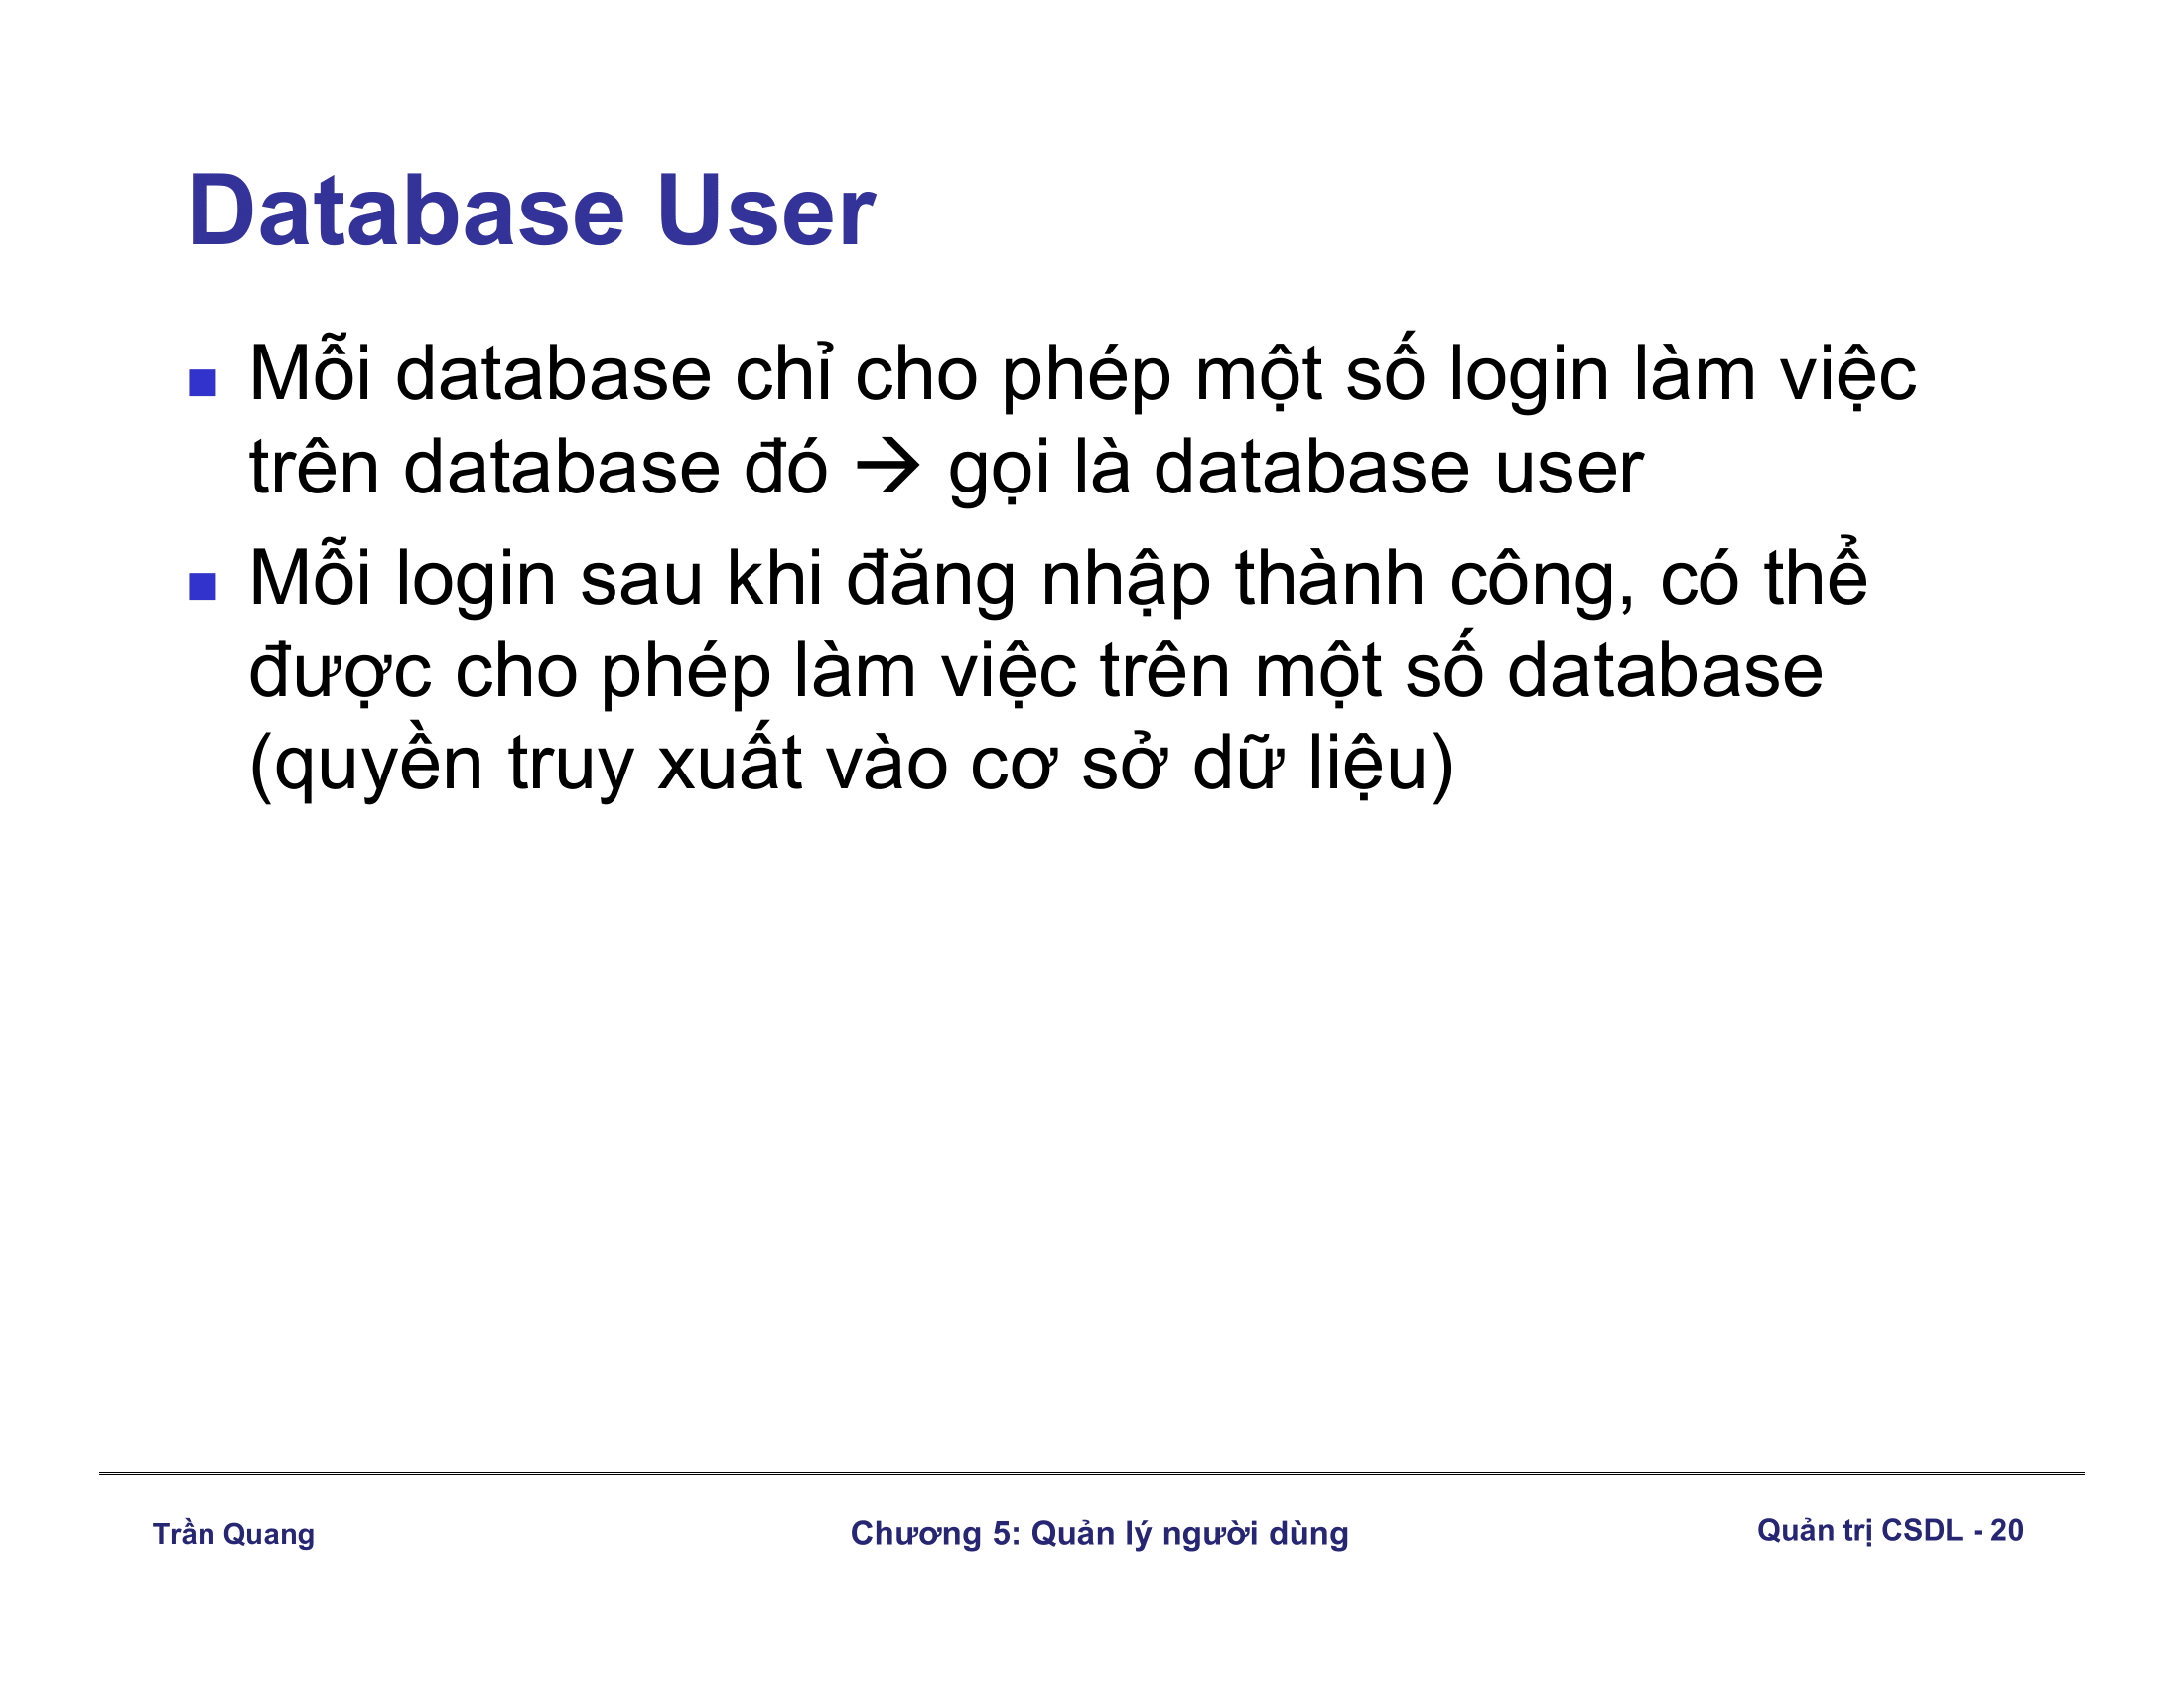 Database User
Mỗi database chỉ cho phép một số login làm việc
trên database đó → gọi là database user
Mỗi login sau khi đăng nhập thành công, có thể
được cho phép làm việc trên một số database
(quyền truy xuất vào cơ sở dữ liệu)
Trần Quang
Chương 5: Quản lý người dùng
Quản trị CSDL - 20